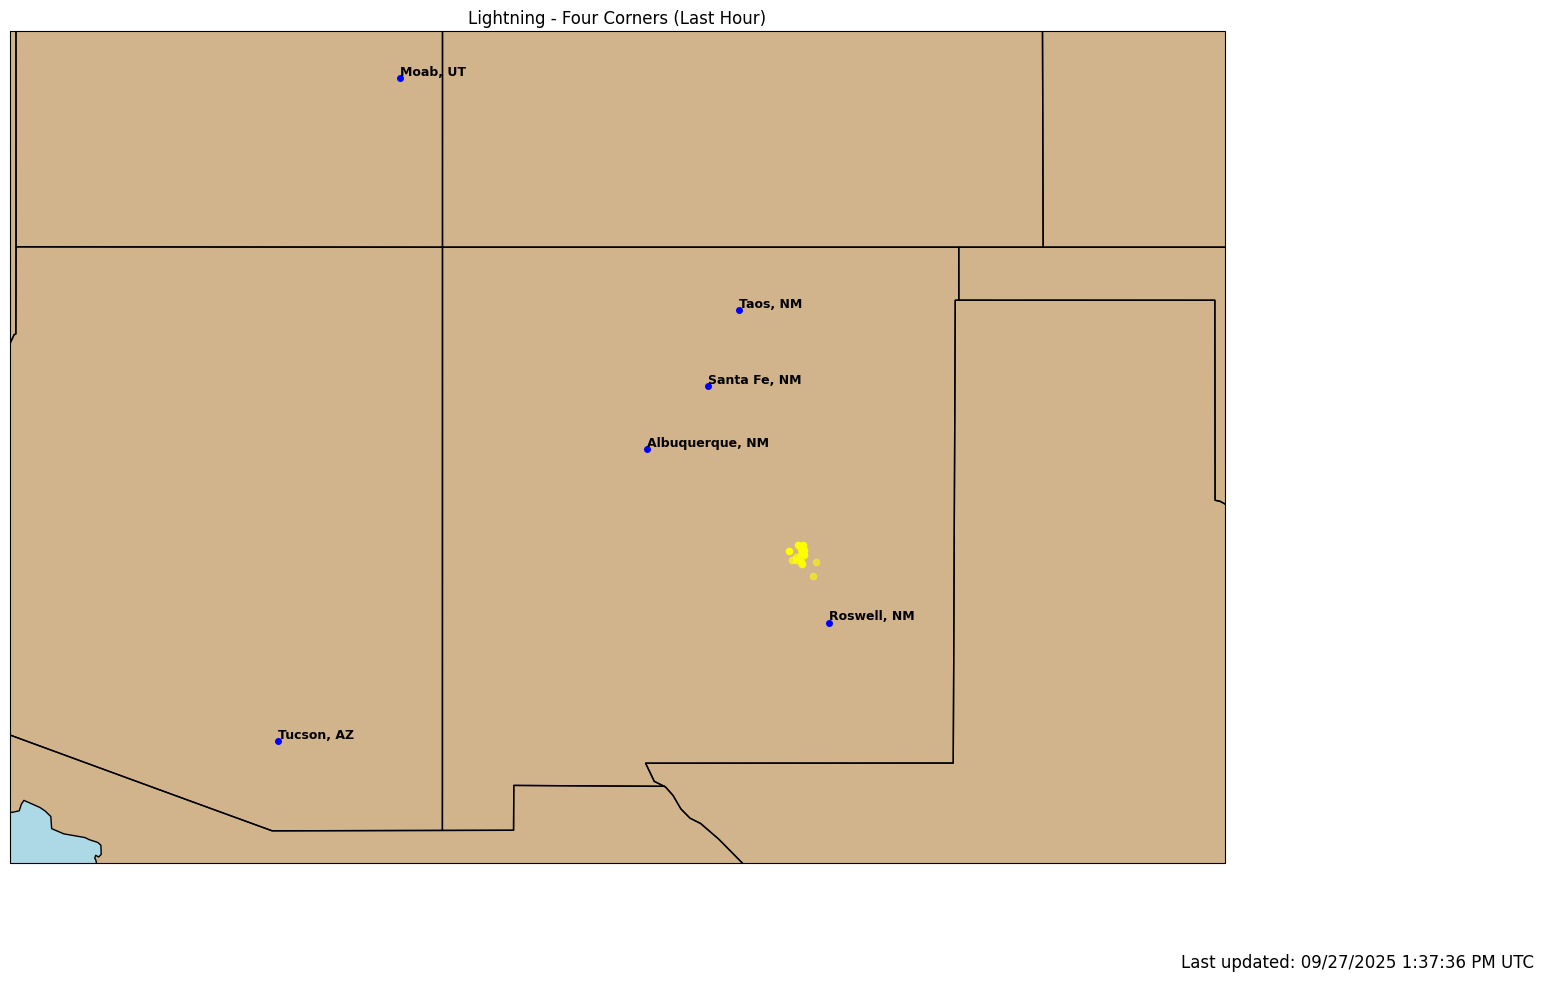 Lightning - Four Corners (Last Hour)
Moab, UT
Taos, NM
Santa Fe, NM
Albuquerque, NM
Roswell, NM
Tucson, AZ
Last updated: 09/27/2025 1:37:36 PM UTC